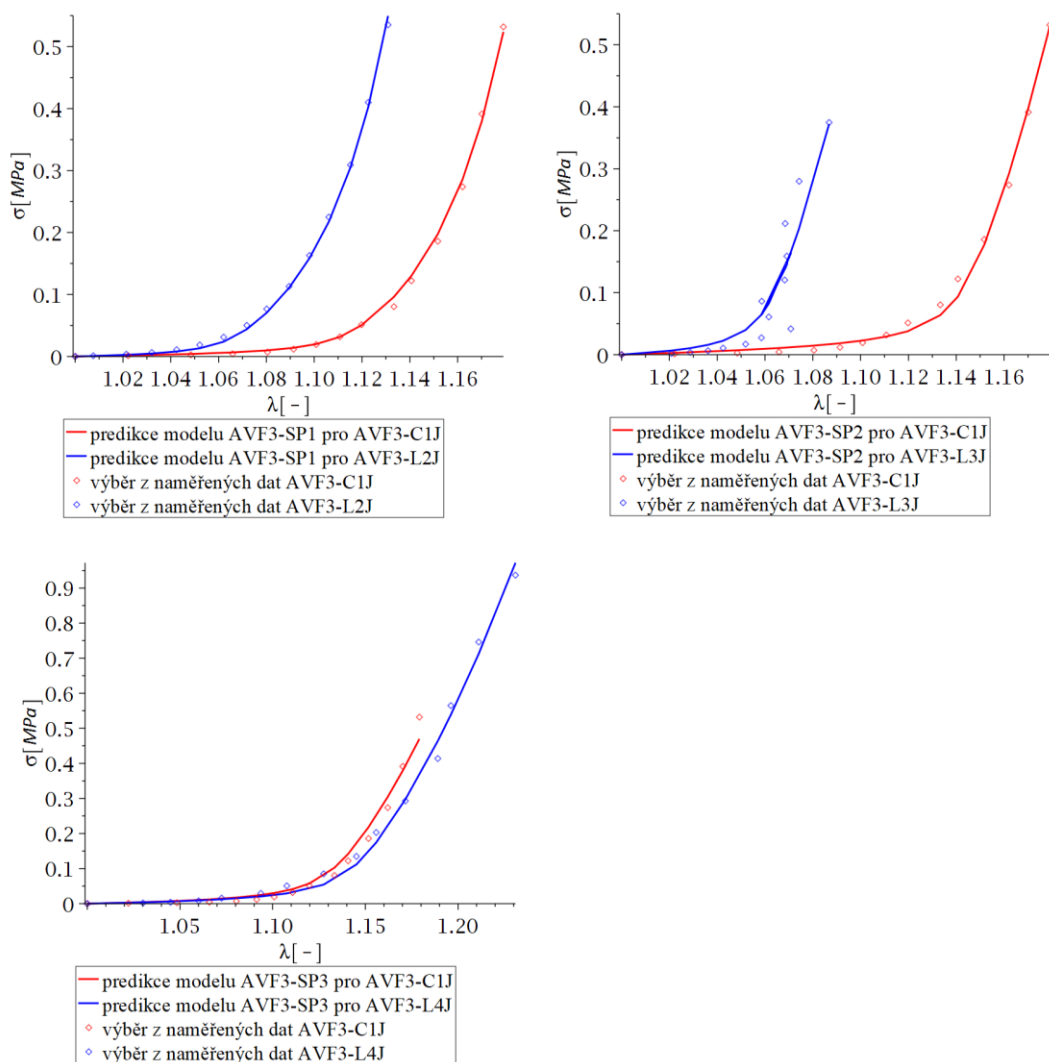 0.5
0.4
0.3
σ[MPa]
0.2
0.1
0
1.02 1.04 1.06 1.08 1.10 1.12 1.14 1.16
λ[-]
predikce modelu AVF3-SP1 pro AVF3-C1J
predikce modelu AVF3-SP1 pro AVF3-L2J
výběr z naměřených dat AVF3-C1J
výběr z naměřených dat AVF3-L2J
0.5
0.4
0.3
σ[MPa]
0.2
0.1
0
1.02 1.04 1.06 1.08 1.10 1.12 1.14 1.16
λ[-]
predikce modelu AVF3-SP2 pro AVF3-C1J
predikce modelu AVF3-SP2 pro AVF3-L3J
výběr z naměřených dat AVF3-C1J
výběr z naměřených dat AVF3-L3J
0.9
0.8
0.7
0.6
0.5
σ[MPa]
0.4
0.3
0.2
0.1
0
1.05 1.10 1.15 1.20
λ[-]
predikce modelu AVF3-SP3 pro AVF3-C1J
predikce modelu AVF3-SP3 pro AVF3-L4J
výběr z naměřených dat AVF3-C1J
výběr z naměřených dat AVF3-L4J